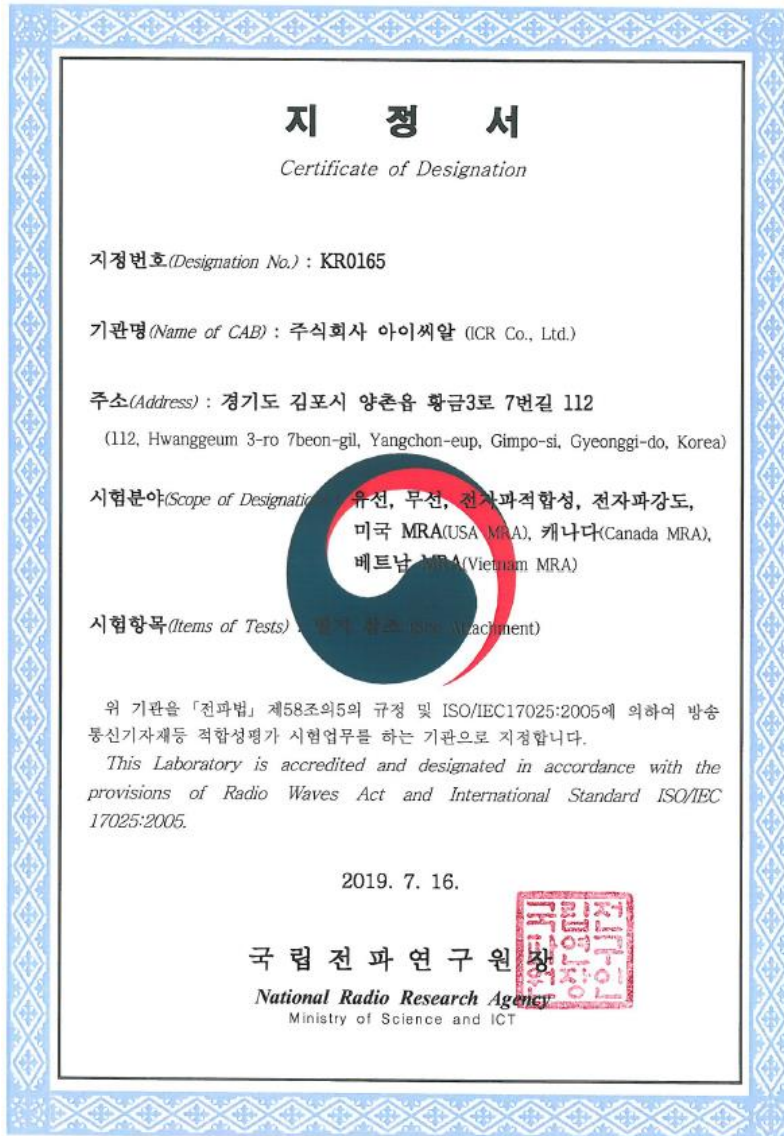 지 정 서
Certificate of Designation
지정번호(Designation No.) : KR0165
기관명(Name of CAB) : 주식회사 아이씨알 (ICR Co., Ltd.)
주소(Address) : 경기도 김포시 양촌읍 황금3로 7번길 112
(112, Hwanggeum 3-ro 7beon-gil, Yangchon-eup, Gimpo-si, Gyeonggi-do, Korea)
시험분야(Scope of Designation) : 유선, 무선, 전자파적합성, 전자파강도,
미국 MRA(USA MRA), 캐나다(Canada MRA),
베트남 MRA(Vietnam MRA)
시험항목(Items of Tests) : 별지 참조 (See Attachment)
위 기관을 「전파법」 제58조의5의 규정 및 ISO/IEC17025:2005에 의하여 방송
통신기자재등 적합성평가 시험업무를 하는 기관으로 지정합니다.
This Laboratory is accredited and designated in accordance with the
provisions of Radio Waves Act and International Standard ISO/IEC
17025:2005.
2019. 7. 16.
국립전파연구원장
National Radio Research Agency
Ministry of Science and ICT